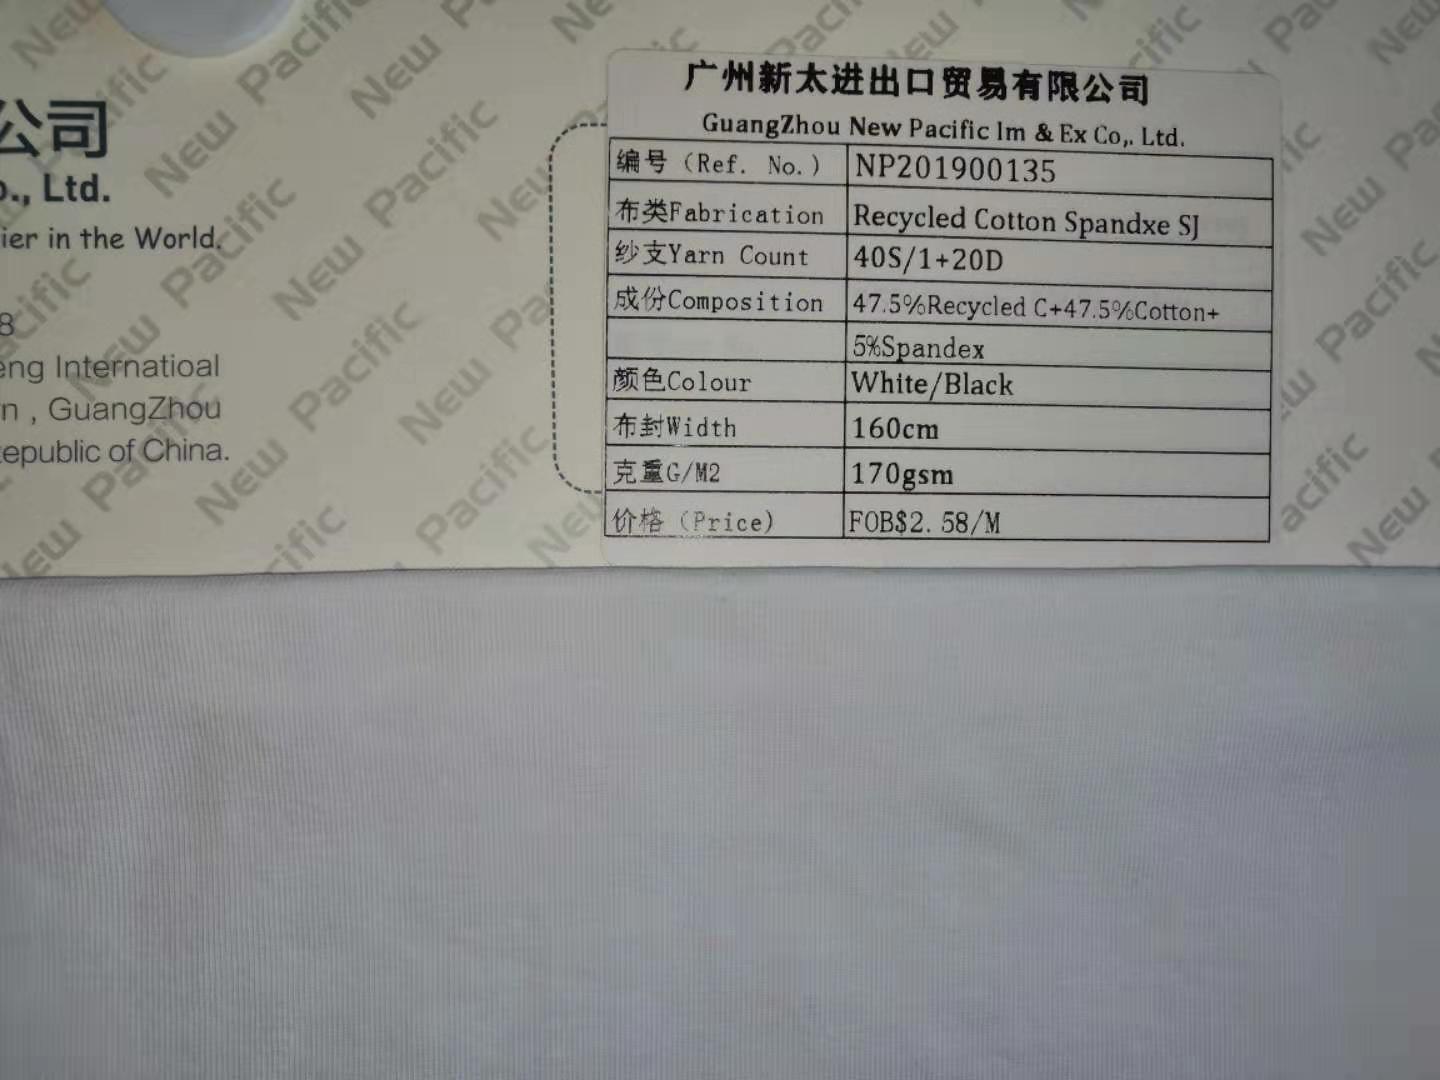 公司
Co., Ltd.
ier in the World.
8
eng Internatioal
n , GuangZhou
epublic of China.
广州新太进出口贸易有限公司
GuangZhou New Pacific Im & Ex Co,. Ltd.
编号（Ref. No.） NP201900135
布类Fabrication Recycled Cotton Spandxe SJ
纱支Yarn Count 40S/1+20D
成份Composition 47.5%Recycled C+47.5%Cotton+
5%Spandex
颜色Colour White/Black
布封Width 160cm
克重G/M2 170gsm
价格（Price） FOB$2.58/M
New Pacific